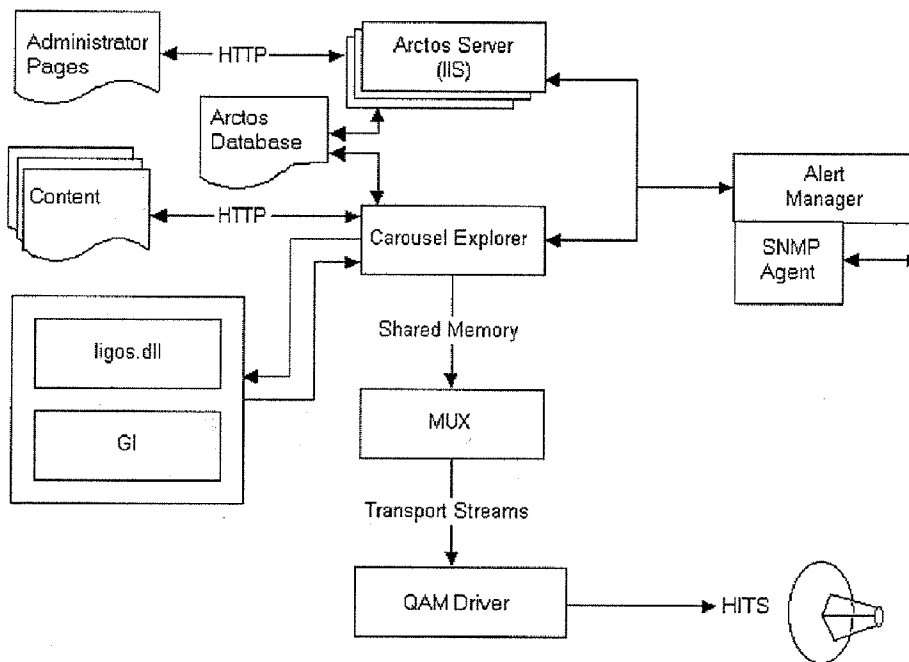 Administrator
Pages
HTTP
Arctos Server
(IIS)
Arctos
Database
Content
HTTP
Carousel Explorer
Alert
Manager
SNMP
Agent
Shared Memory
ligos.dll
GI
MUX
Transport Streams
QAM Driver
HITS